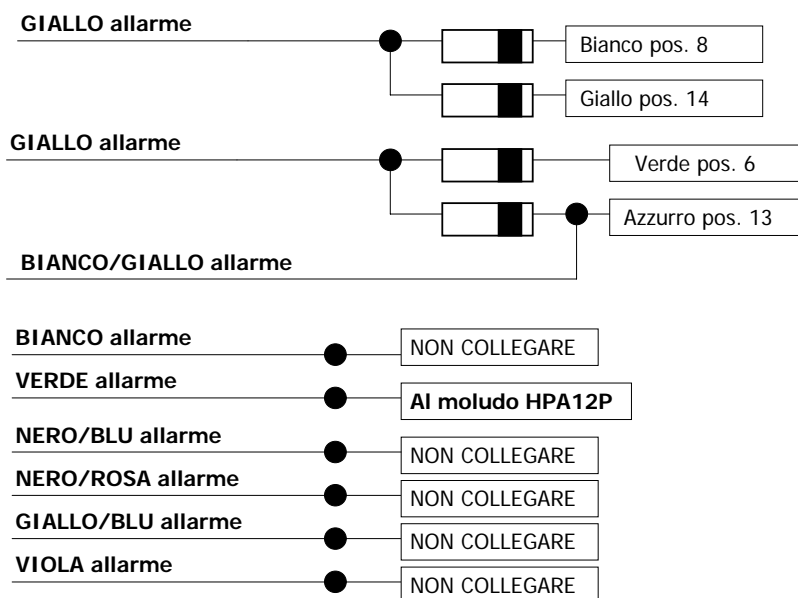 GIALLO allarme
Bianco pos. 8
Giallo pos. 14
GIALLO allarme
Verde pos. 6
Azzurro pos. 13
BIANCO/GIALLO allarme
BIANCO allarme
NON COLLEGARE
VERDE allarme
Al moludo HPA12P
NERO/BLU allarme
NON COLLEGARE
NERO/ROSA allarme
NON COLLEGARE
GIALLO/BLU allarme
NON COLLEGARE
VIOLA allarme
NON COLLEGARE